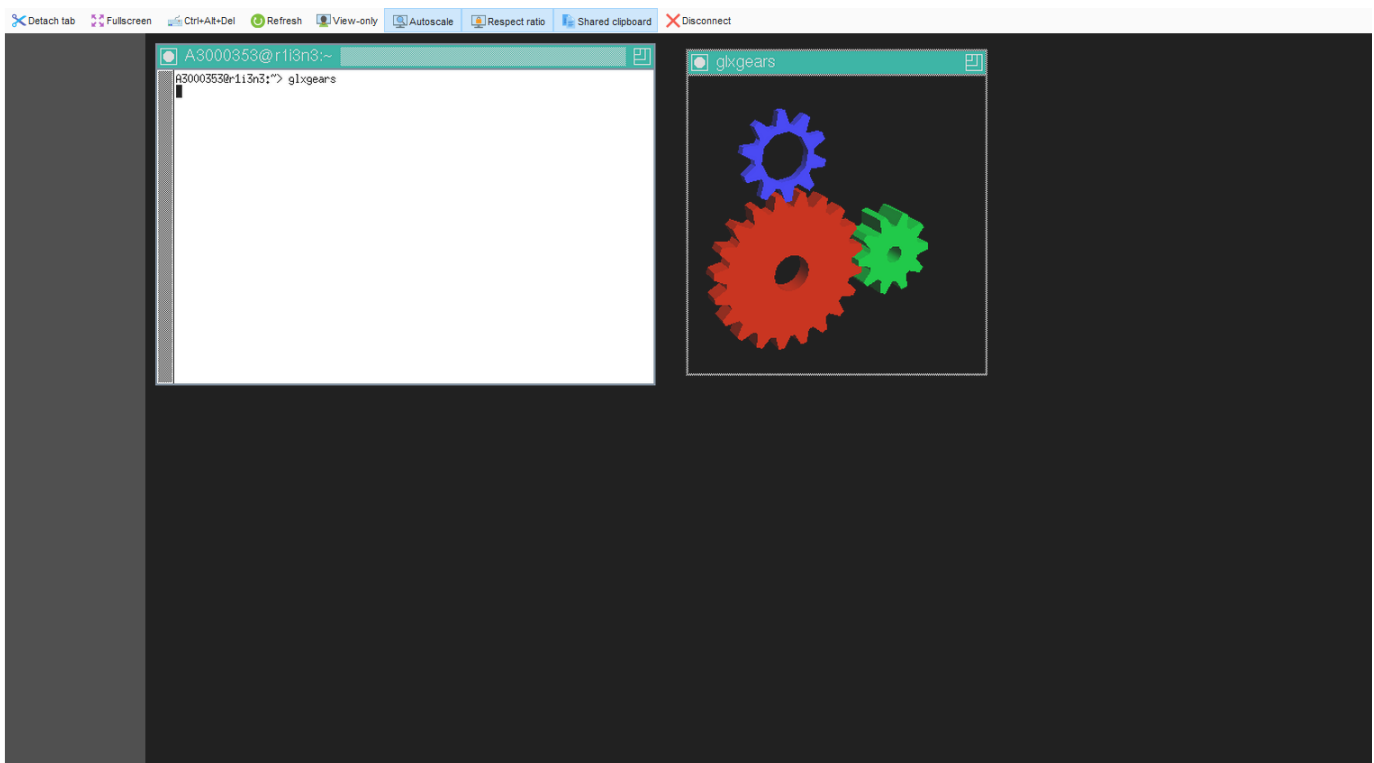 Detach tab Fullscreen Ctrl+Alt+Del Refresh View-only Autoscale Respect ratio Shared clipboard Disconnect
A3000353@r1i3n3:~
A3000353@r1i3n3:~> glxgears
glxgears